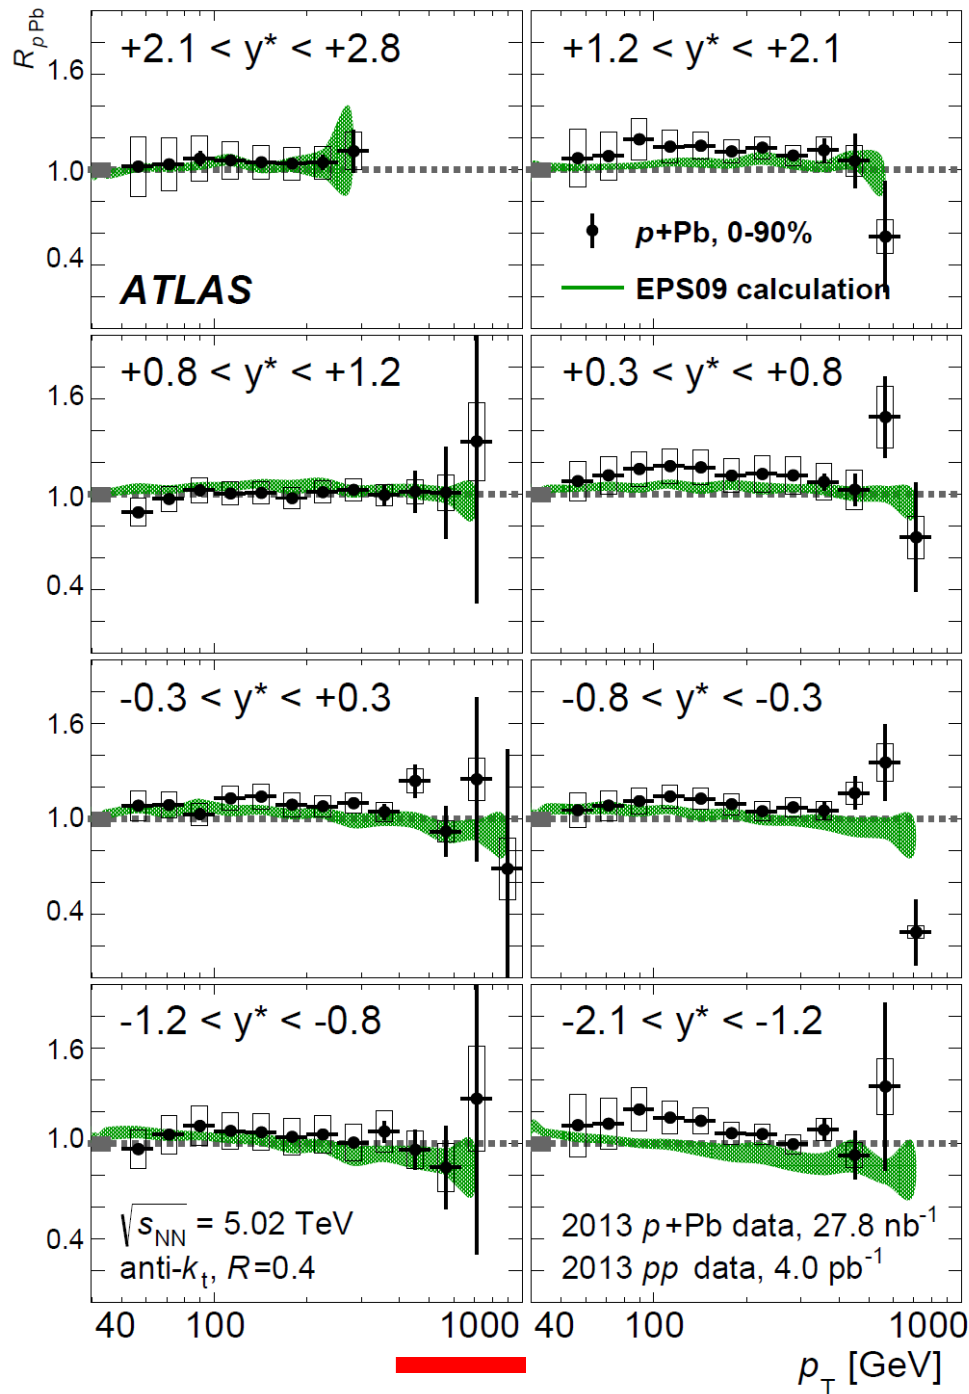 R_pPb
+2.1 < y* < +2.8
+1.2 < y* < +2.1
1.6
1.0
0.4
p+Pb, 0-90%
ATLAS
EPS09 calculation
+0.8 < y* < +1.2
+0.3 < y* < +0.8
1.6
1.0
0.4
-0.3 < y* < +0.3
-0.8 < y* < -0.3
1.6
1.0
0.4
-1.2 < y* < -0.8
-2.1 < y* < -1.2
1.6
1.0
0.4
√s_NN = 5.02 TeV
anti-k_t, R=0.4
2013 p+Pb data, 27.8 nb⁻¹
2013 pp data, 4.0 pb⁻¹
40 100 1000
40 100 1000
p_T [GeV]